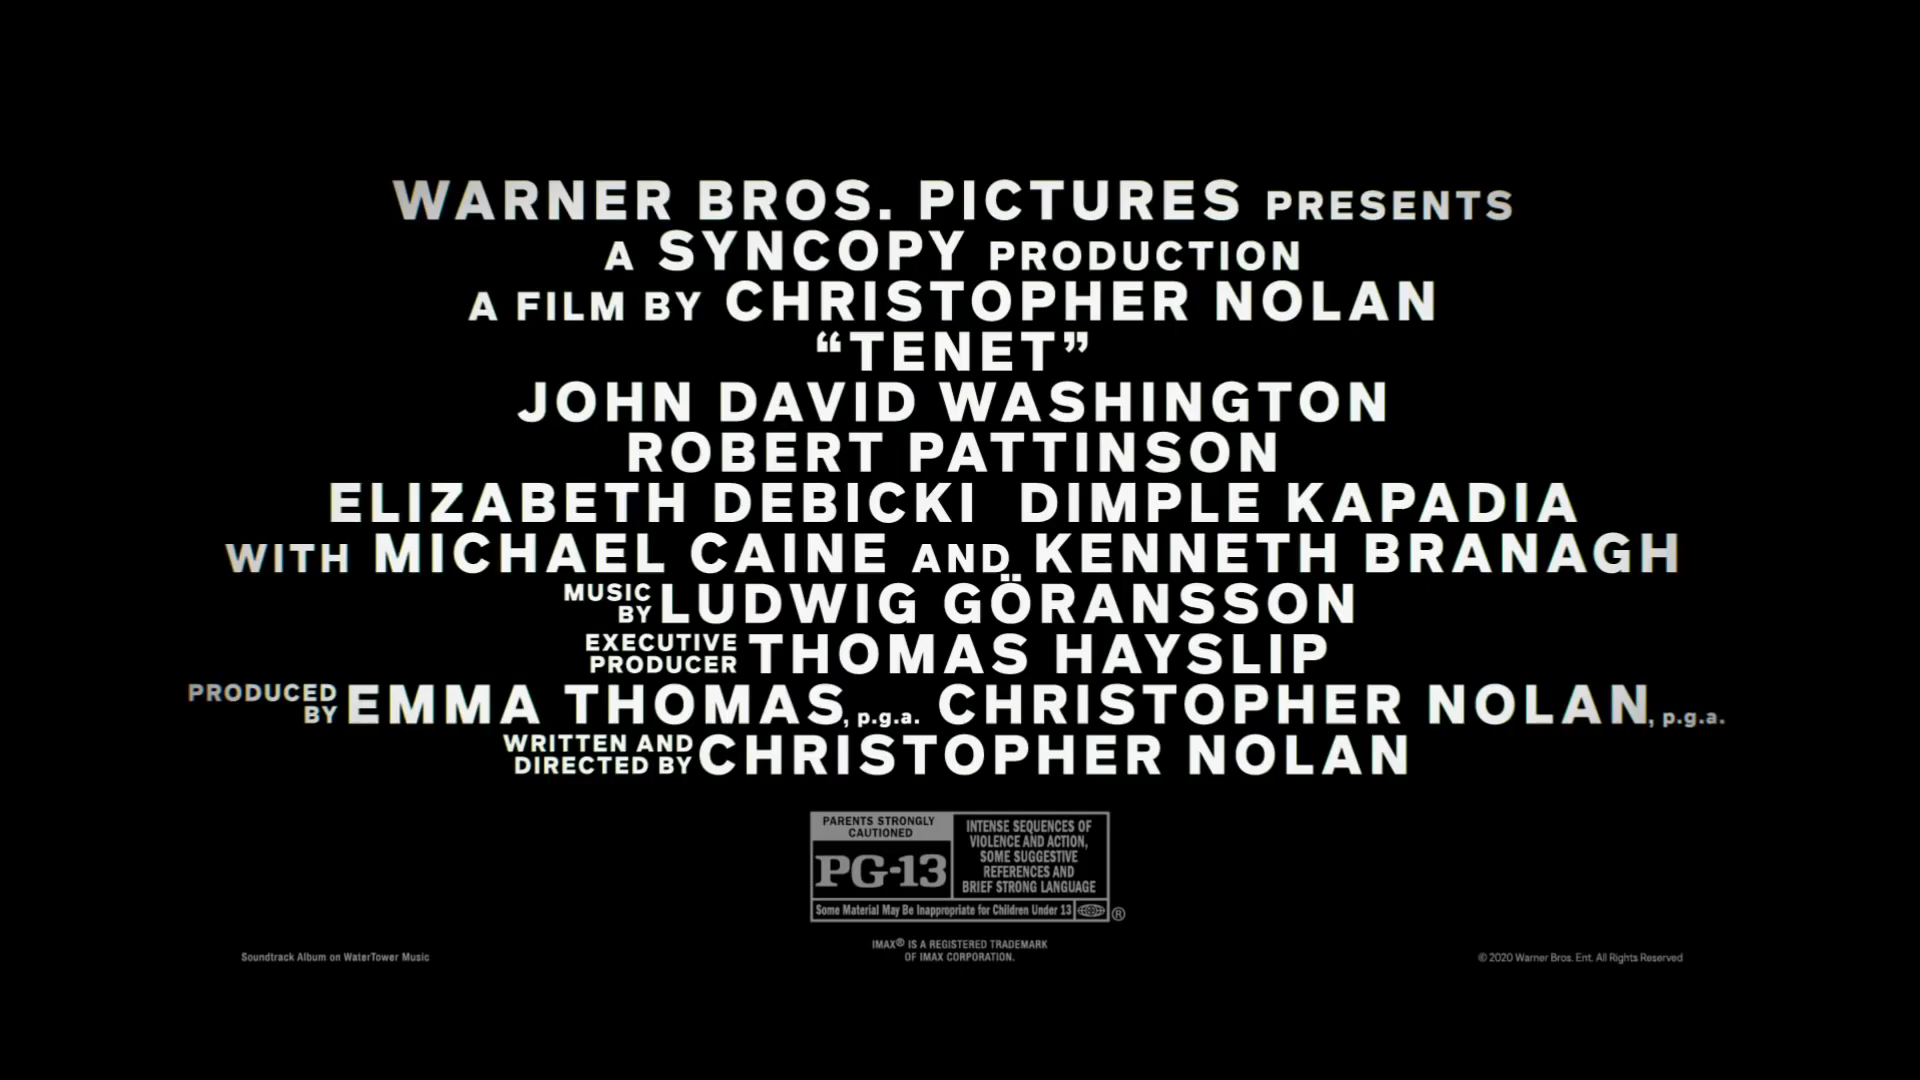 WARNER BROS. PICTURES PRESENTS
A SYNCOPY PRODUCTION
A FILM BY CHRISTOPHER NOLAN
“TENET”
JOHN DAVID WASHINGTON
ROBERT PATTINSON
ELIZABETH DEBICKI DIMPLE KAPADIA
WITH MICHAEL CAINE AND KENNETH BRANAGH
MUSIC BY LUDWIG GÖRANSSON
EXECUTIVE PRODUCER THOMAS HAYSLIP
PRODUCED BY EMMA THOMAS, p.g.a. CHRISTOPHER NOLAN, p.g.a.
WRITTEN AND DIRECTED BY CHRISTOPHER NOLAN
PARENTS STRONGLY
CAUTIONED
PG-13
INTENSE SEQUENCES OF
VIOLENCE AND ACTION,
SOME SUGGESTIVE
REFERENCES AND
BRIEF STRONG LANGUAGE
Some Material May Be Inappropriate for Children Under 13 ®
Soundtrack Album on WaterTower Music
IMAX® IS A REGISTERED TRADEMARK
OF IMAX CORPORATION.
© 2020 Warner Bros. Ent. All Rights Reserved